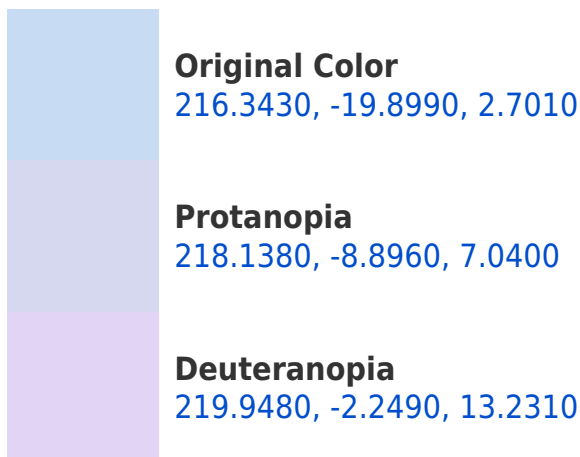 Original Color
216.3430, -19.8990, 2.7010
Protanopia
218.1380, -8.8960, 7.0400
Deuteranopia
219.9480, -2.2490, 13.2310